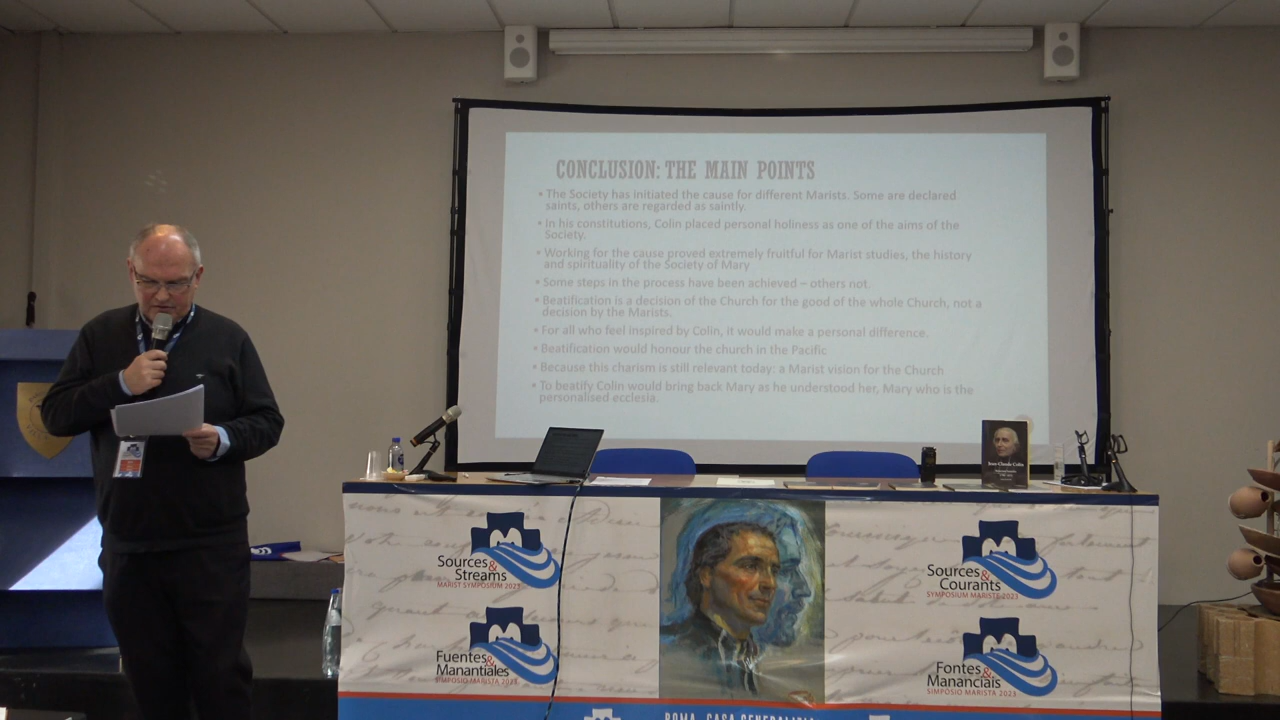 CONCLUSION: THE MAIN POINTS
• The Society has initiated the cause for different Marists. Some are declared
saints, others are regarded as saintly.
• In his constitutions, Colin placed personal holiness as one of the aims of the
Society.
• Working for the cause proved extremely fruitful for Marist studies, the history
and spirituality of the Society of Mary
• Some steps in the process have been achieved – others not.
• Beatification is a decision of the Church for the good of the whole Church, not a
decision by the Marists.
• For all who feel inspired by Colin, it would make a personal difference.
• Beatification would honour the church in the Pacific
• Because this charism is still relevant today: a Marist vision for the Church
• To beatify Colin would bring back Mary as he understood her, Mary who is the
personalised ecclesia.
Jean-Claude Colin
Sources &
Streams
MARIST SYMPOSIUM 2023
Sources &
Courants
SYMPOSIUM MARISTE 2023
Fuentes &
Manantiales
SIMPOSIO MARISTA 2023
Fontes &
Mananciais
SIMPÓSIO MARISTA 2023
ROMA, CASA GENERALIZIA